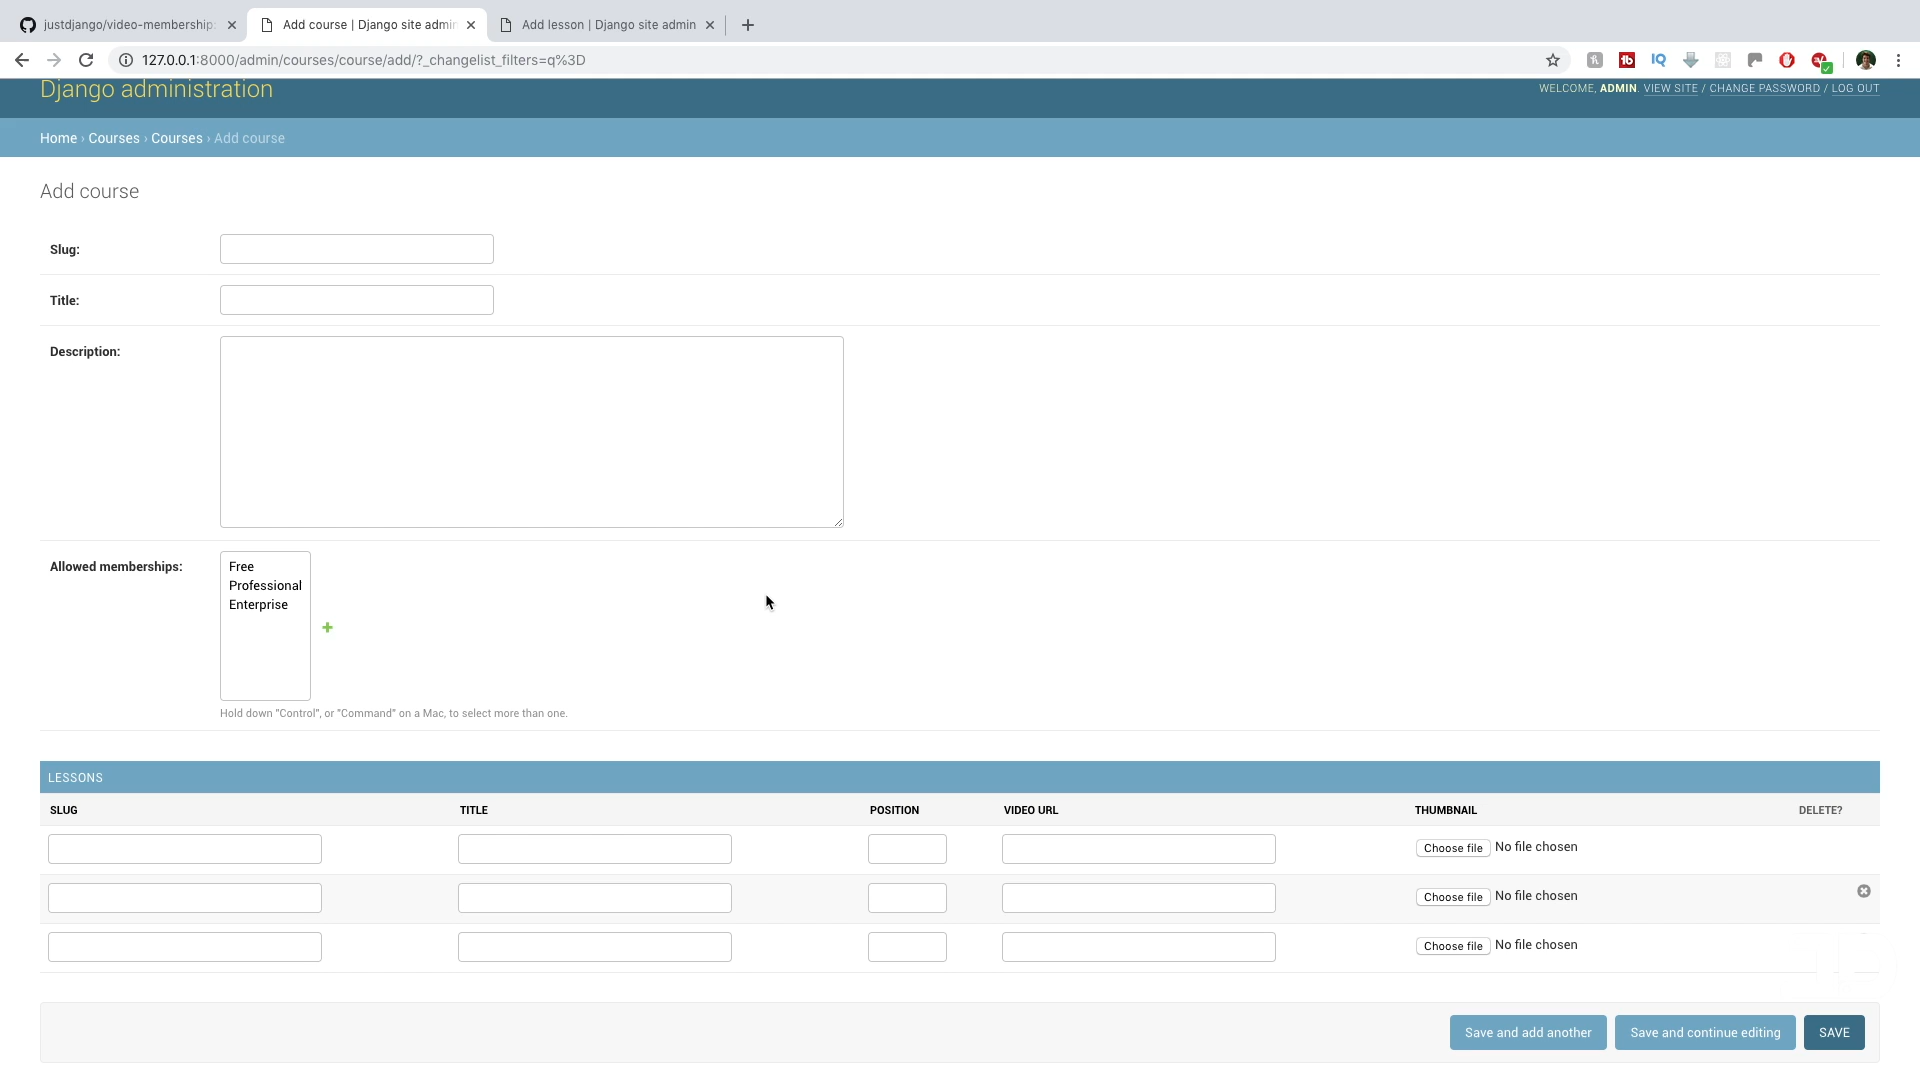 justdjango/video-membership:
Add course | Django site admin
Add lesson | Django site admin
127.0.0.1:8000/admin/courses/course/add/?_changelist_filters=q%3D
Django administration
WELCOME, ADMIN. VIEW SITE / CHANGE PASSWORD / LOG OUT
Home › Courses › Courses › Add course
Add course
Slug:
Title:
Description:
Allowed memberships:
Free
Professional
Enterprise
Hold down "Control", or "Command" on a Mac, to select more than one.
LESSONS
SLUG TITLE POSITION VIDEO URL THUMBNAIL DELETE?
Choose file No file chosen
Choose file No file chosen
Choose file No file chosen
Save and add another Save and continue editing SAVE